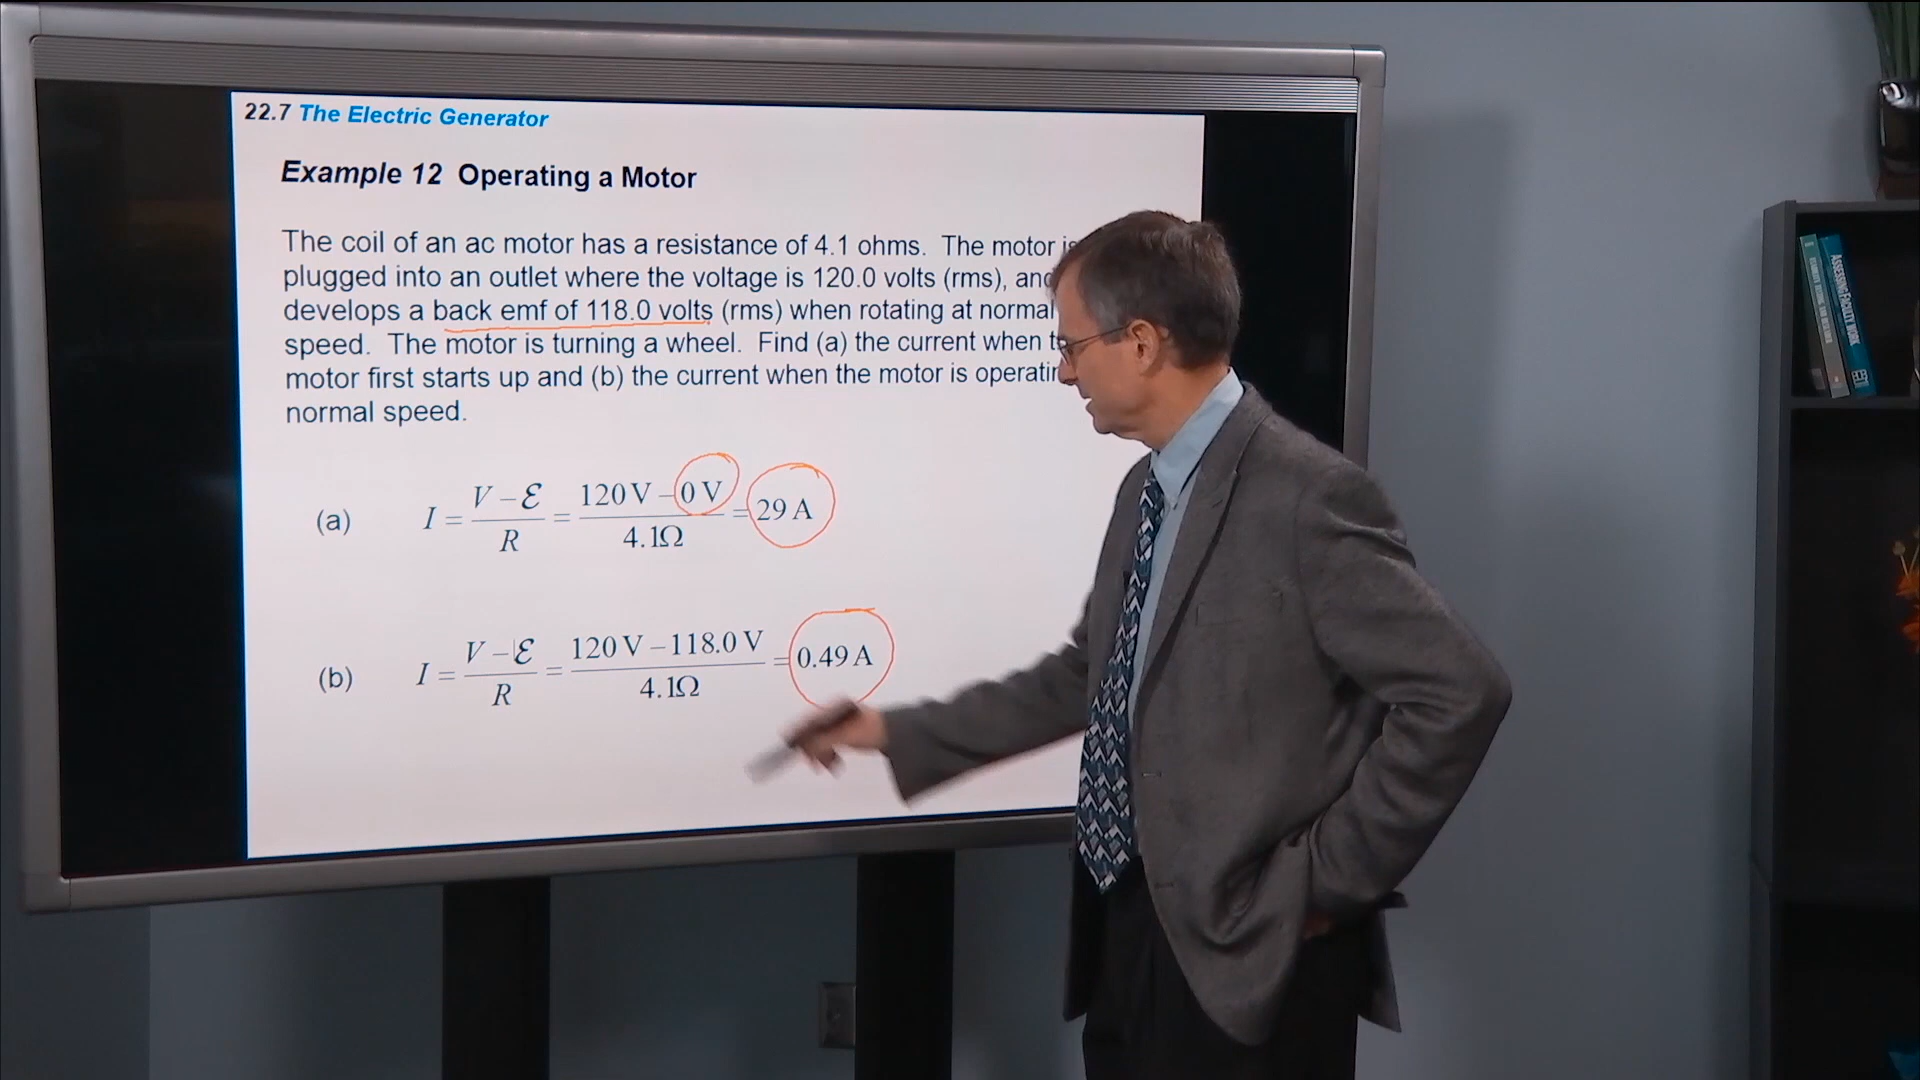 22.7 The Electric Generator
Example 12 Operating a Motor
The coil of an ac motor has a resistance of 4.1 ohms. The motor is
plugged into an outlet where the voltage is 120.0 volts (rms), and
develops a back emf of 118.0 volts (rms) when rotating at normal
speed. The motor is turning a wheel. Find (a) the current when
motor first starts up and (b) the current when the motor is
normal speed.
(a) I = V – ℰ / R = 120 V – 0 V / 4.1Ω = 29 A
(b) I = V – ℰ / R = 120 V – 118.0 V / 4.1Ω = 0.49 A